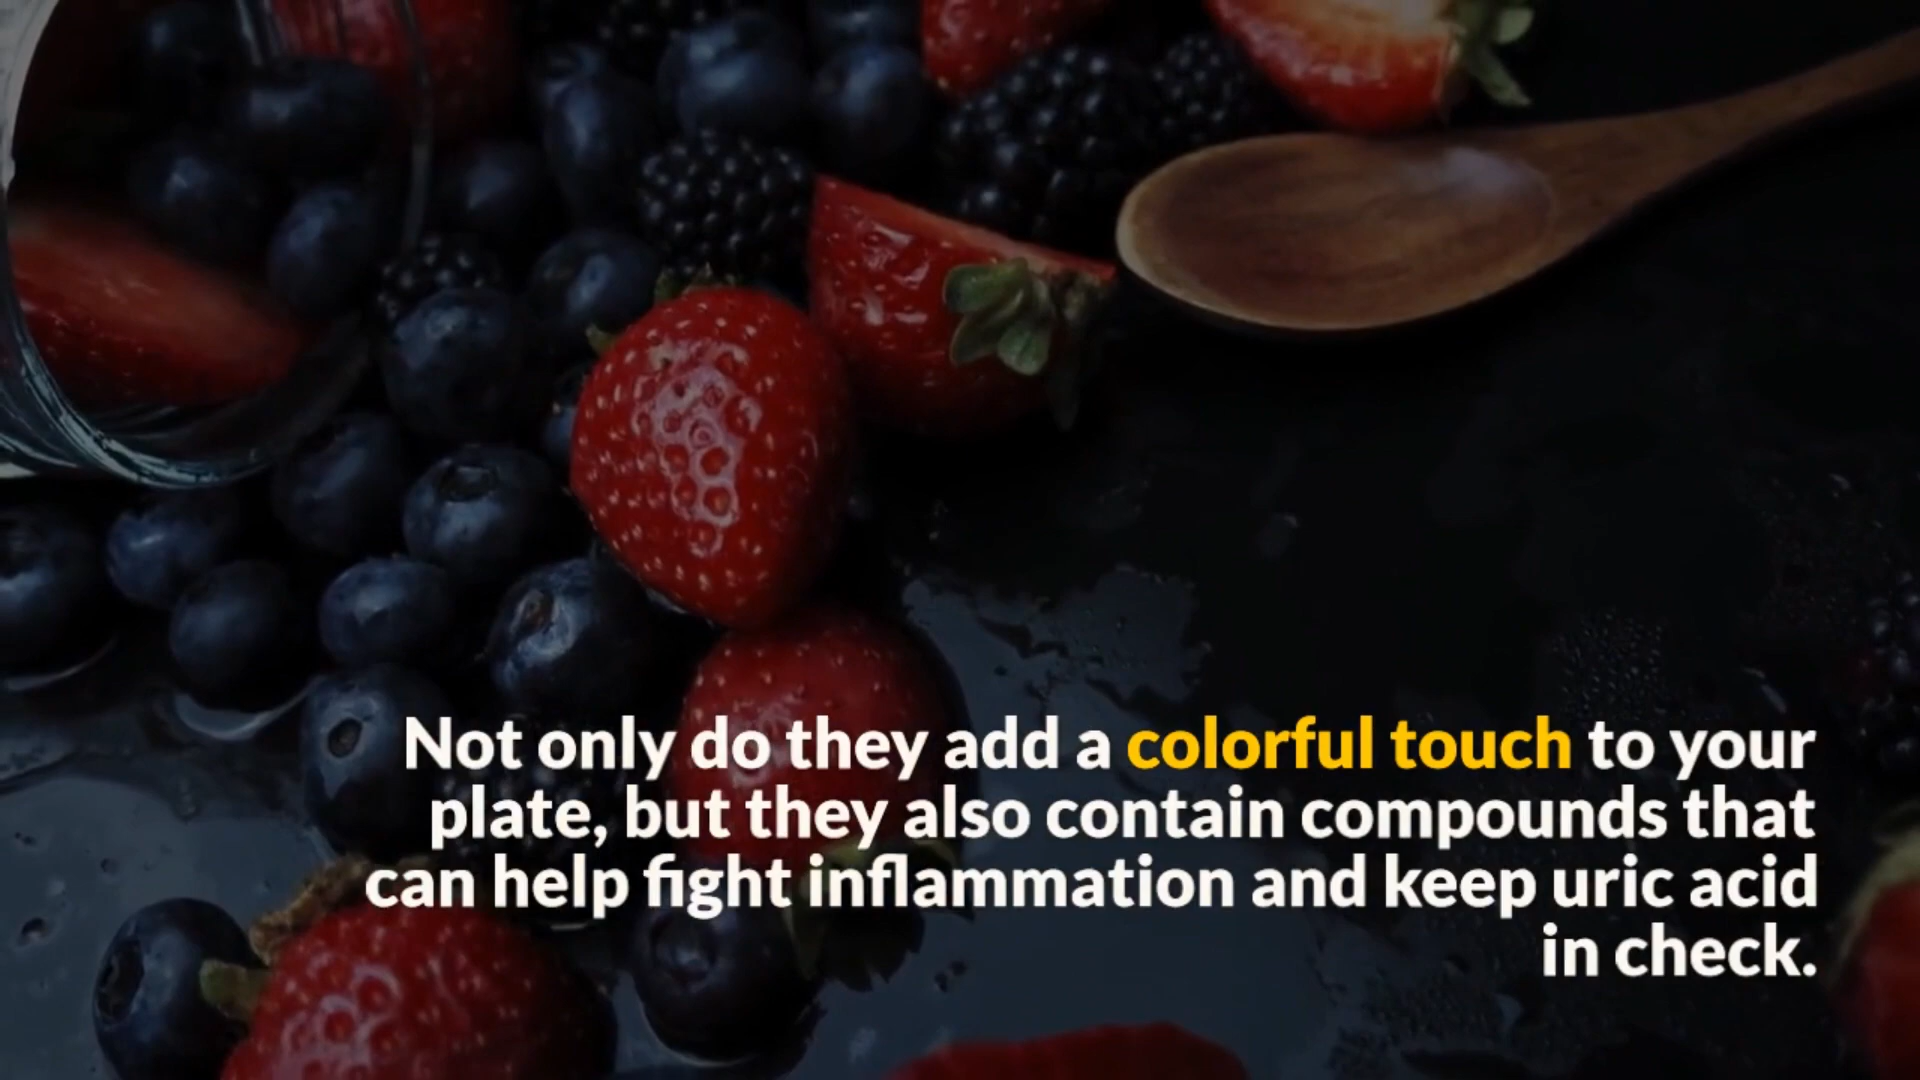 Not only do they add a colorful touch to your
plate, but they also contain compounds that
can help fight inflammation and keep uric acid
in check.